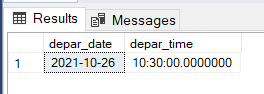 Results Messages
depar_date depar_time
1 2021-10-26 10:30:00.0000000